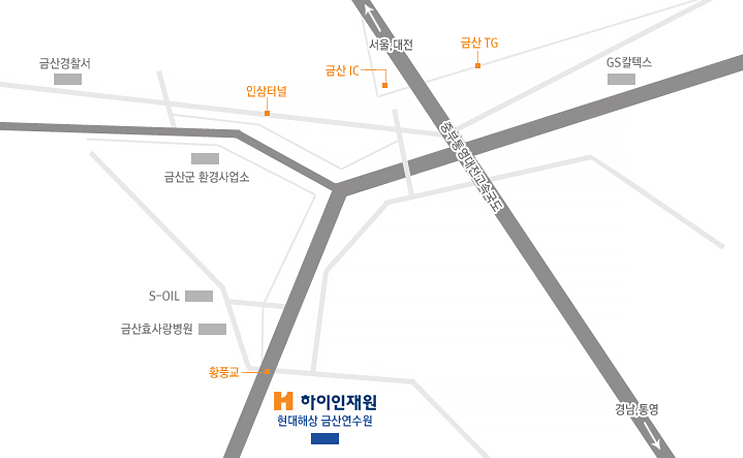 서울,대전
금산 TG
금산경찰서
금산 IC
GS칼텍스
인삼터널
중부통영대전고속국도
금산군 환경사업소
S-OIL
금산효사랑병원
황풍교
하이인재원
현대해상 금산연수원
경남,통영